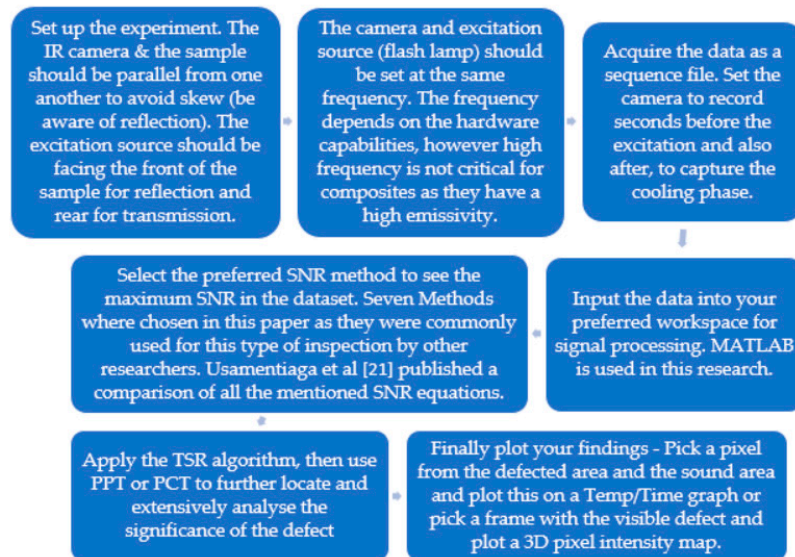 Set up the experiment. The
IR camera & the sample
should be parallel from one
another to avoid skew (be
aware of reflection). The
excitation source should be
facing the front of the
sample for reflection and
rear for transmission.
The camera and excitation
source (flash lamp) should
be set at the same
frequency. The frequency
depends on the hardware
capabilities, however high
frequency is not critical for
composites as they have a
high emissivity.
Acquire the data as a
sequence file. Set the
camera to record
seconds before the
excitation and also
after, to capture the
cooling phase.
Input the data into your
preferred workspace for
signal processing. MATLAB
is used in this research.
Select the preferred SNR method to see the
maximum SNR in the dataset. Seven Methods
where chosen in this paper as they were commonly
used for this type of inspection by other
researchers. Usamentiaga et al [21] published a
comparison of all the mentioned SNR equations.
Apply the TSR algorithm, then use
PPT or PCT to further locate and
extensively analyse the
significance of the defect
Finally plot your findings - Pick a pixel
from the defected area and the sound area
and plot this on a Temp/Time graph or
pick a frame with the visible defect and
plot a 3D pixel intensity map.